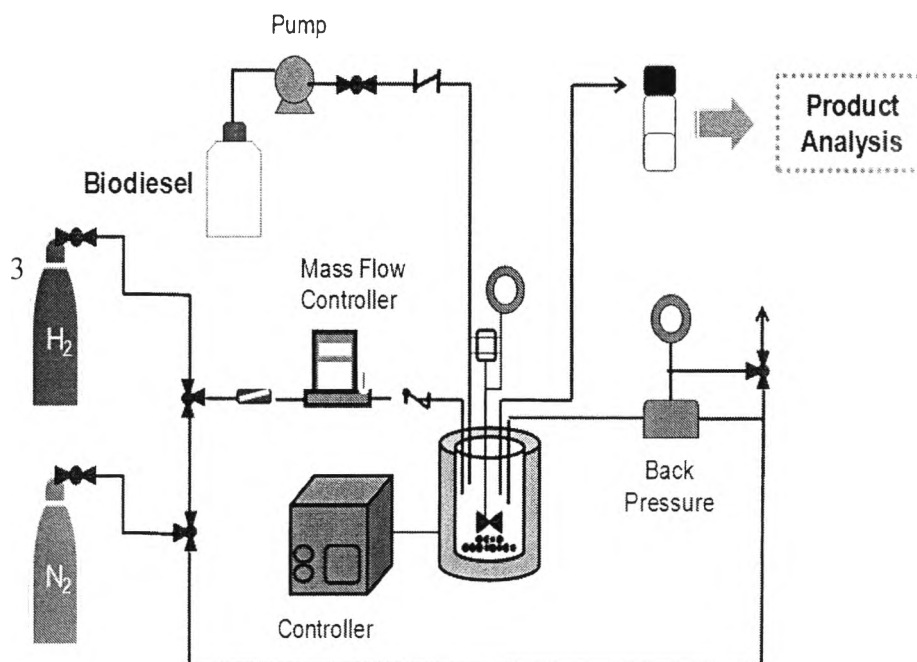 Pump
Product
Analysis
Biodiesel
3
Mass Flow
Controller
H2
Back
Pressure
N2
Controller